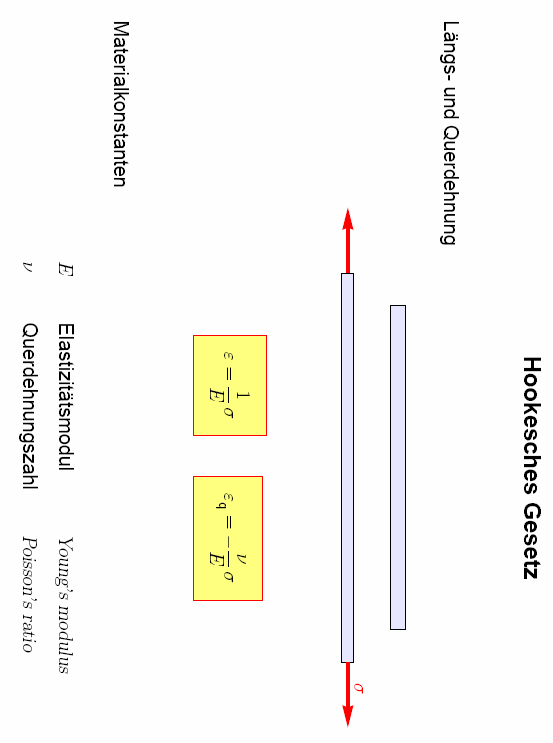 Hookesches Gesetz
Längs- und Querdehnung
σ
ε = 1/E σ
ε_q = −ν/E σ
Materialkonstanten
E Elastizitätsmodul Young's modulus
ν Querdehnungszahl Poisson's ratio